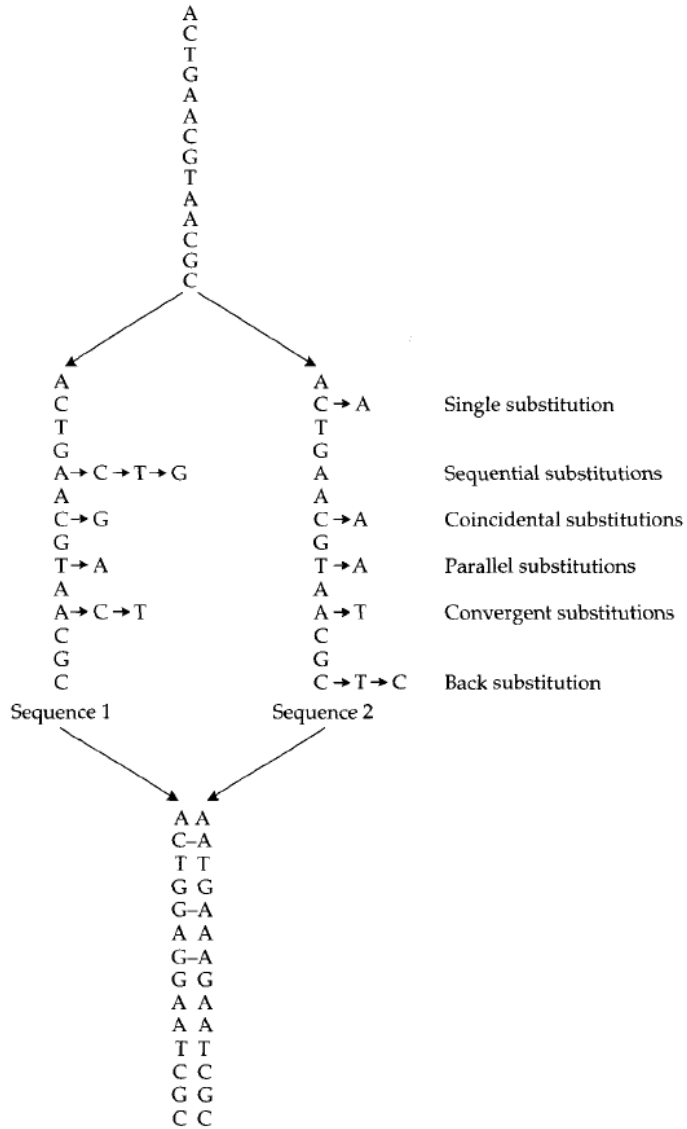 A
C
T
G
A
A
C
G
T
A
A
C
G
C
A A
C C→A Single substitution
T T
G G
A→C→T→G A Sequential substitutions
A A
C→G C→A Coincidental substitutions
G G
T→A T→A Parallel substitutions
A A
A→C→T A→T Convergent substitutions
C C
G G
C C→T→C Back substitution
Sequence 1 Sequence 2
A A
C–A
T T
G G
G–A
A A
G–A
G G
A A
A A
T T
C C
G G
C C